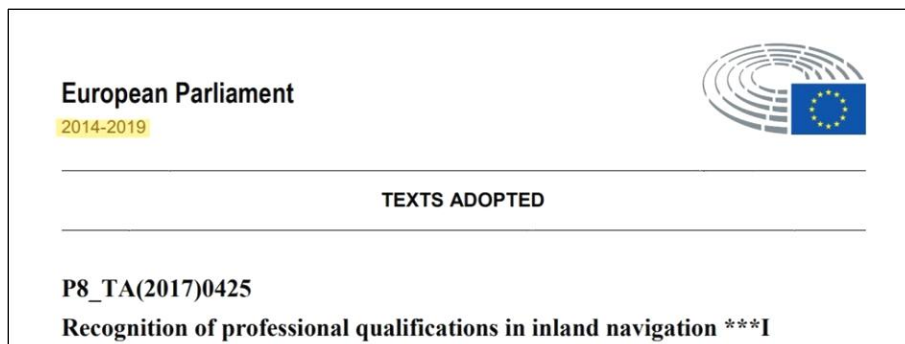 European Parliament
2014-2019
TEXTS ADOPTED
P8_TA(2017)0425
Recognition of professional qualifications in inland navigation ***I